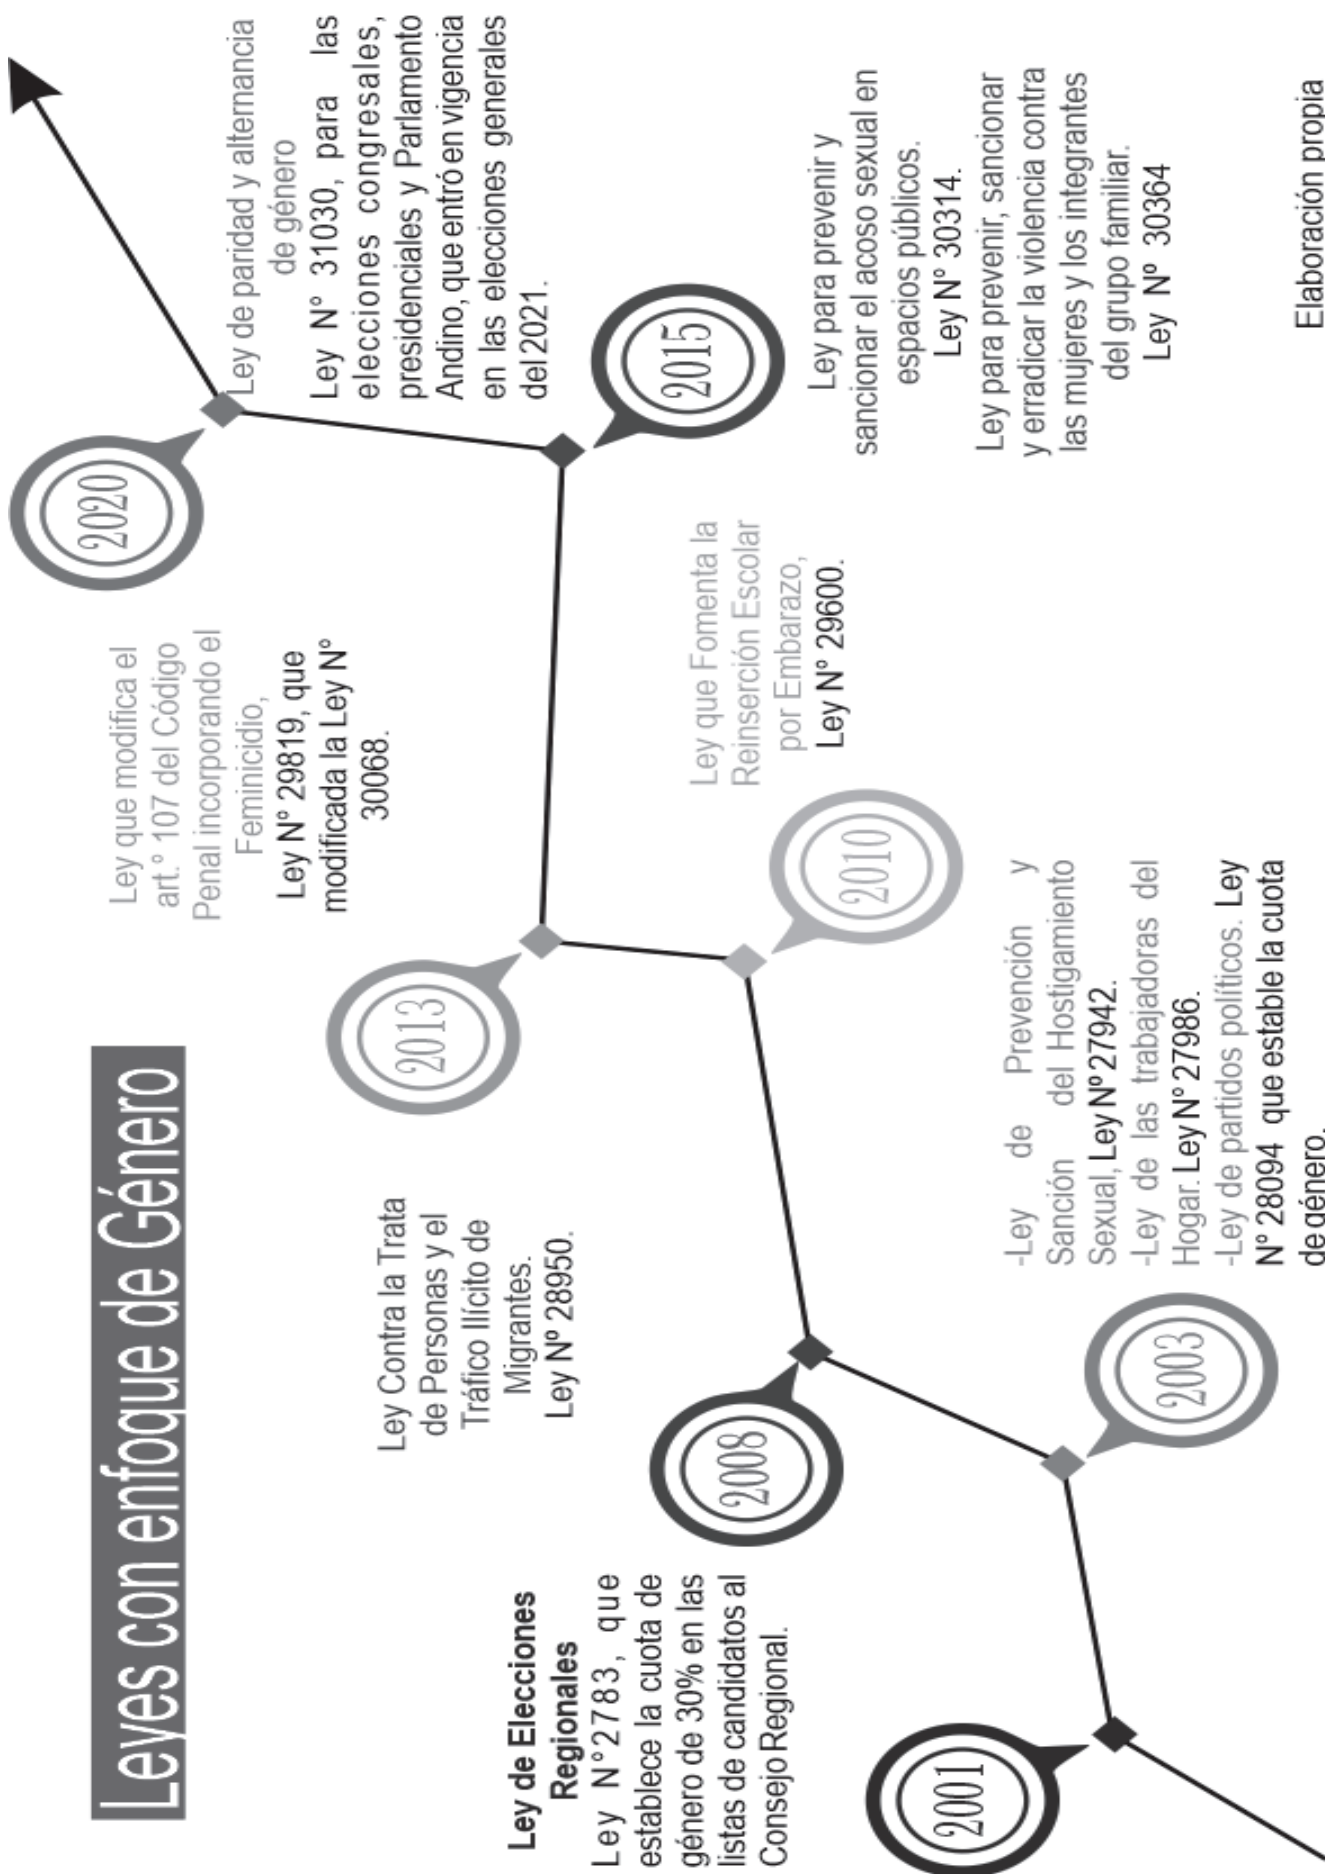 Leyes con enfoque de Género
2001
Ley de Elecciones
Regionales
Ley N°2783, que
establece la cuota de
género de 30% en las
listas de candidatos al
Consejo Regional.
2003
-Ley de Prevención y
Sanción del Hostigamiento
Sexual, Ley Nº 27942.
-Ley de las trabajadoras del
Hogar. Ley N° 27986.
-Ley de partidos políticos. Ley
N° 28094 que estable la cuota
de género.
2008
Ley Contra la Trata
de Personas y el
Tráfico Ilícito de
Migrantes.
Ley Nº 28950.
2010
Ley que Fomenta la
Reinserción Escolar
por Embarazo,
Ley N° 29600.
2013
Ley que modifica el
art.° 107 del Código
Penal incorporando el
Feminicidio,
Ley N° 29819, que
modificada la Ley N°
30068.
2015
Ley para prevenir y
sancionar el acoso sexual en
espacios públicos.
Ley N° 30314.
Ley para prevenir, sancionar
y erradicar la violencia contra
las mujeres y los integrantes
del grupo familiar.
Ley Nº 30364
2020
Ley de paridad y alternancia
de género
Ley N° 31030, para las
elecciones congresales,
presidenciales y Parlamento
Andino, que entró en vigencia
en las elecciones generales
del 2021.
Elaboración propia